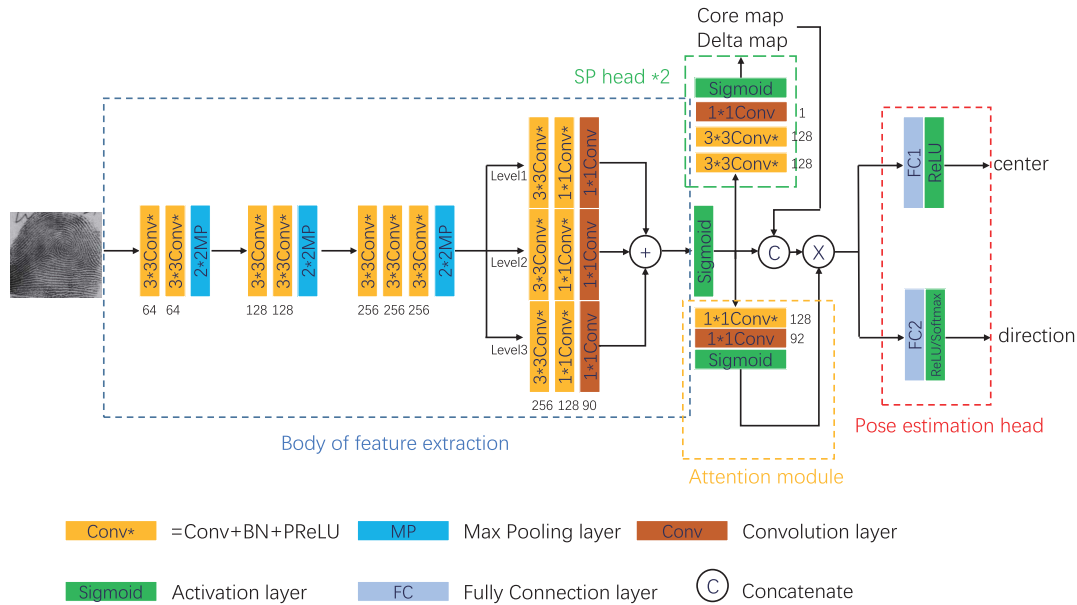 Core map
Delta map
SP head *2
Sigmoid
1*1Conv
1
3*3Conv*
128
3*3Conv*
128
3*3Conv*
3*3Conv*
2*2MP
64
64
3*3Conv*
3*3Conv*
2*2MP
128
128
3*3Conv*
3*3Conv*
3*3Conv*
2*2MP
256
256
256
Level1
3*3Conv*
1*1Conv*
1*1Conv
Level2
3*3Conv*
1*1Conv*
1*1Conv
Level3
3*3Conv*
1*1Conv*
1*1Conv
256
128
90
+
Sigmoid
C
X
1*1Conv*
128
1*1Conv
92
Sigmoid
FC1
ReLU
center
FC2
ReLU/Softmax
direction
Body of feature extraction
Attention module
Pose estimation head
Conv*
=Conv+BN+PReLU
MP
Max Pooling layer
Conv
Convolution layer
Sigmoid
Activation layer
FC
Fully Connection layer
C
Concatenate